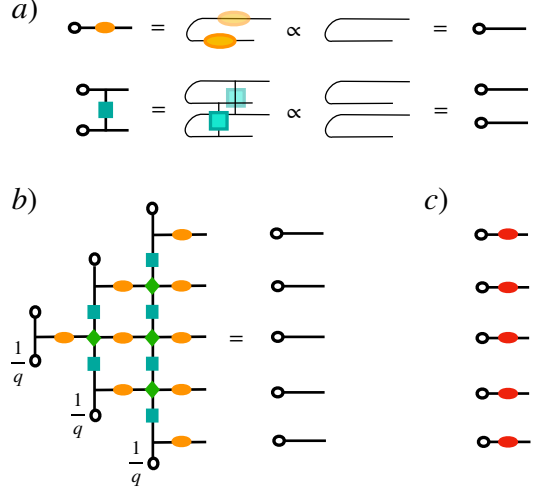 a)
= ∝ =
= ∝ =
b) c)
=
1/q
1/q
1/q